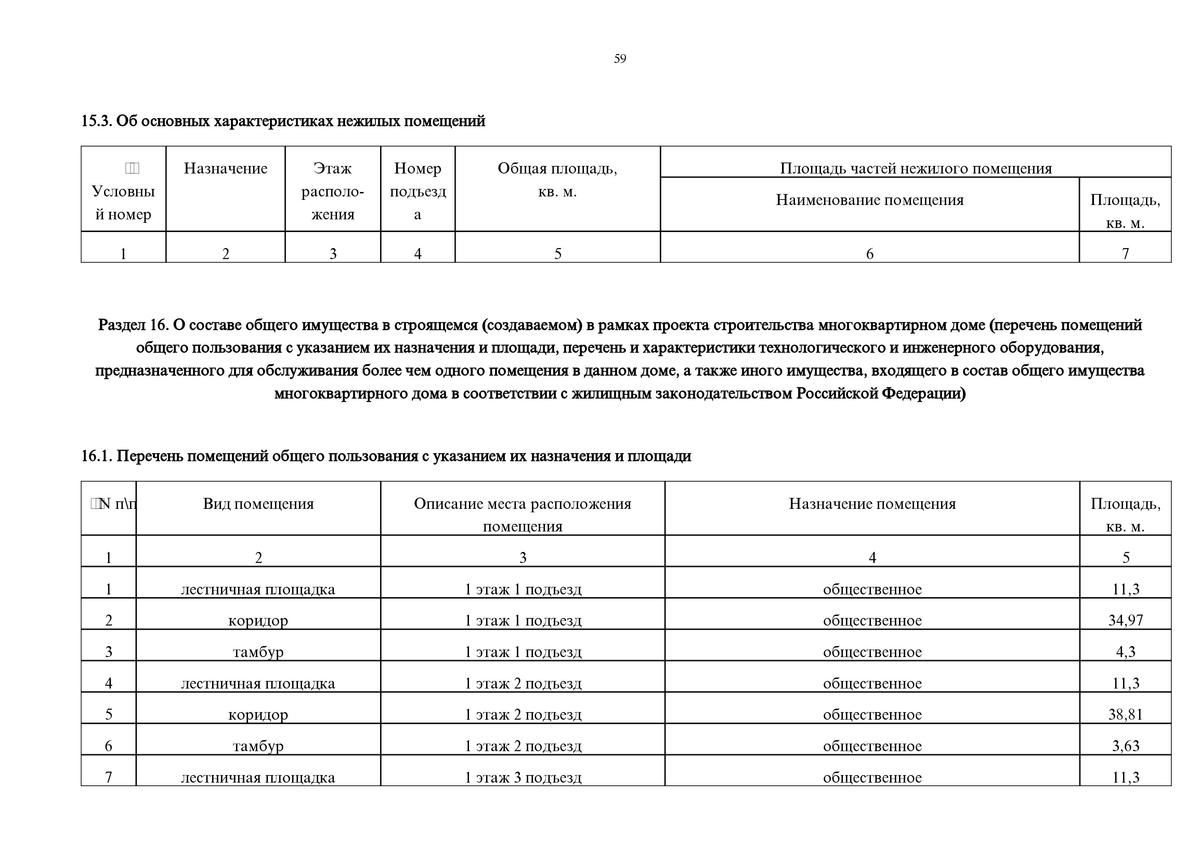 59
15.3. Об основных характеристиках нежилых помещений
Условны
й номер
Назначение
Этаж
располо-
жения
Номер
подъезд
а
Общая площадь,
кв. м.
Площадь частей нежилого помещения
Наименование помещения
Площадь,
кв. м.
1 2 3 4 5 6 7
Раздел 16. О составе общего имущества в строящемся (создаваемом) в рамках проекта строительства многоквартирном доме (перечень помещений
общего пользования с указанием их назначения и площади, перечень и характеристики технологического и инженерного оборудования,
предназначенного для обслуживания более чем одного помещения в данном доме, а также иного имущества, входящего в состав общего имущества
многоквартирного дома в соответствии с жилищным законодательством Российской Федерации)
16.1. Перечень помещений общего пользования с указанием их назначения и площади
N п\п
Вид помещения
Описание места расположения
помещения
Назначение помещения
Площадь,
кв. м.
1 2 3 4 5
1 лестничная площадка 1 этаж 1 подъезд общественное 11,3
2 коридор 1 этаж 1 подъезд общественное 34,97
3 тамбур 1 этаж 1 подъезд общественное 4,3
4 лестничная площадка 1 этаж 2 подъезд общественное 11,3
5 коридор 1 этаж 2 подъезд общественное 38,81
6 тамбур 1 этаж 2 подъезд общественное 3,63
7 лестничная площадка 1 этаж 3 подъезд общественное 11,3